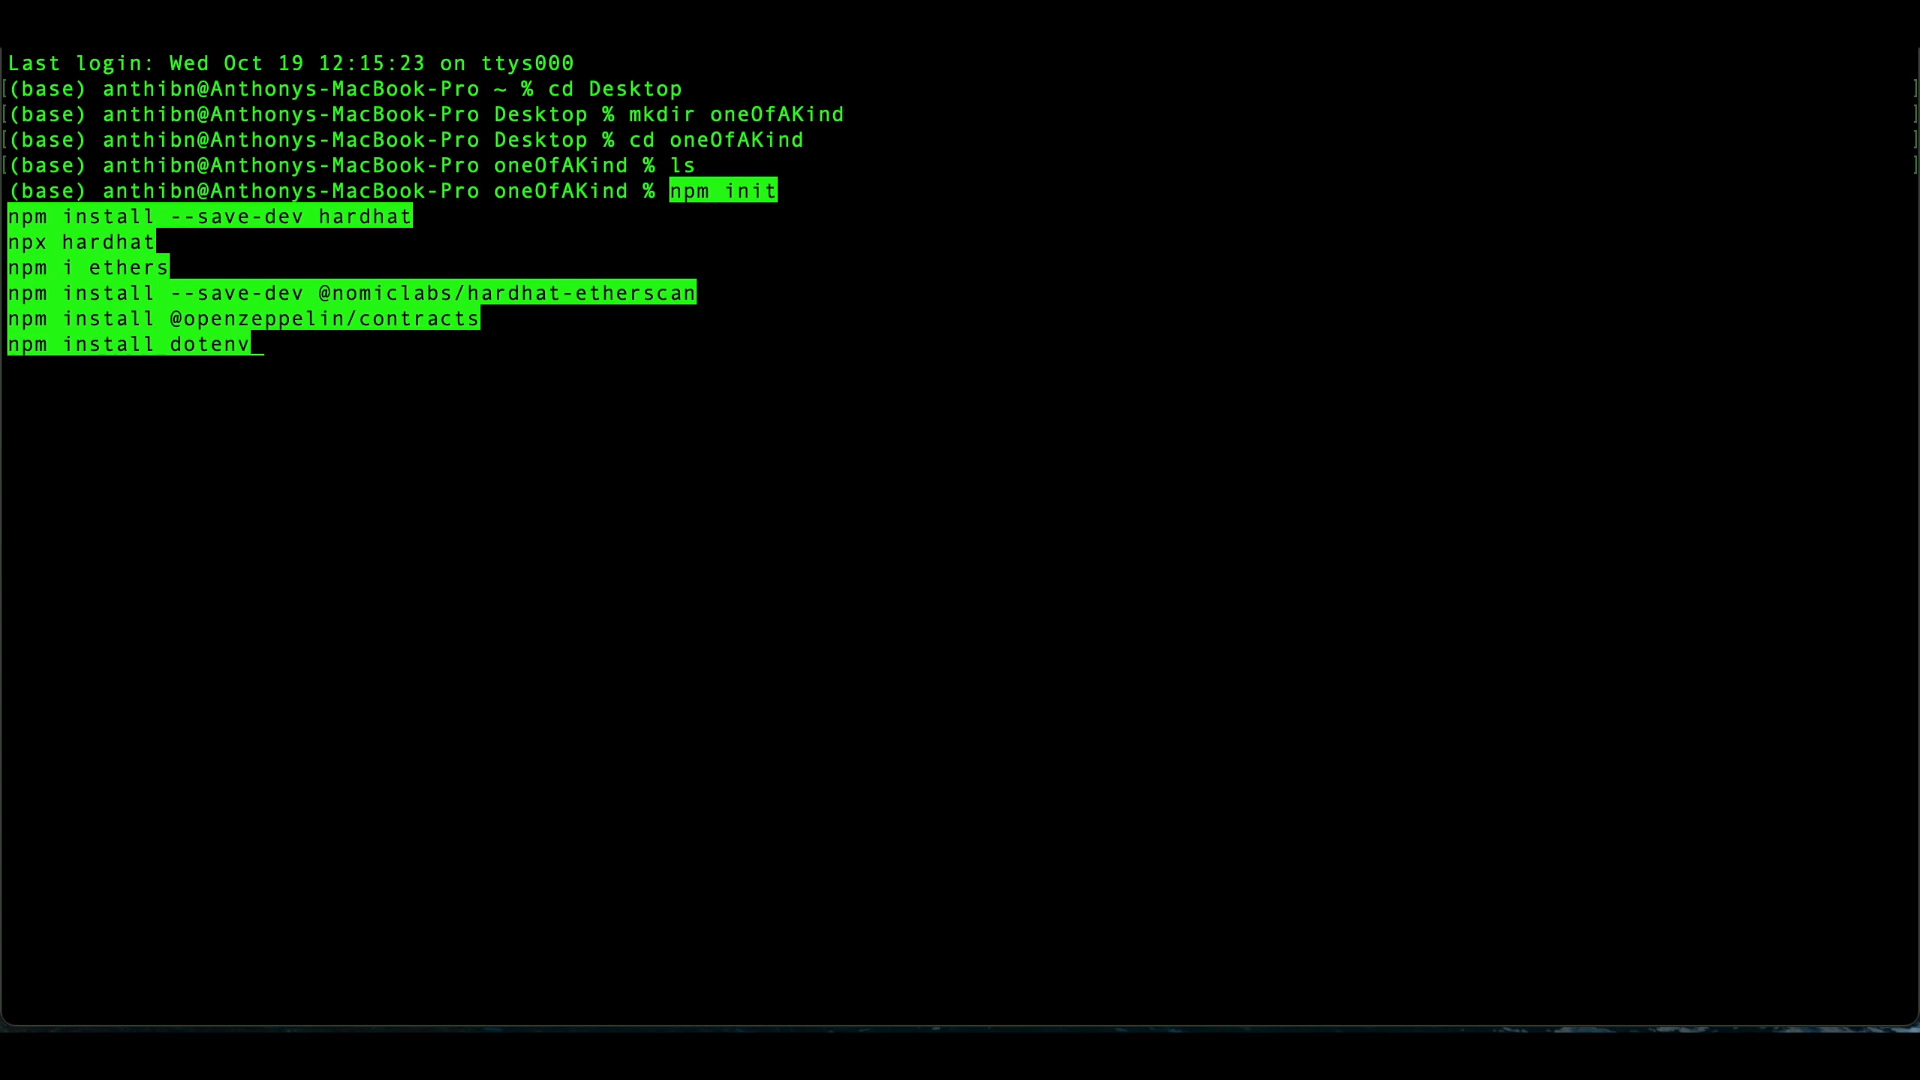 Last login: Wed Oct 19 12:15:23 on ttys000
[(base) anthibn@Anthonys-MacBook-Pro ~ % cd Desktop ]
[(base) anthibn@Anthonys-MacBook-Pro Desktop % mkdir oneOfAKind ]
[(base) anthibn@Anthonys-MacBook-Pro Desktop % cd oneOfAKind ]
[(base) anthibn@Anthonys-MacBook-Pro oneOfAKind % ls ]
(base) anthibn@Anthonys-MacBook-Pro oneOfAKind % npm init
npm install --save-dev hardhat
npx hardhat
npm i ethers
npm install --save-dev @nomiclabs/hardhat-etherscan
npm install @openzeppelin/contracts
npm install dotenv_